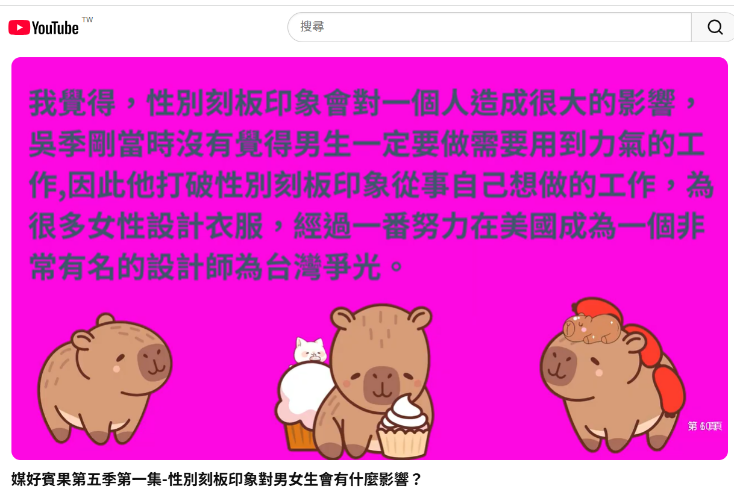 YouTube TW
搜尋
我覺得，性別刻板印象會對一個人造成很大的影響，
吳季剛當時沒有覺得男生一定要做需要用到力氣的工
作,因此他打破性別刻板印象從事自己想做的工作，為
很多女性設計衣服，經過一番努力在美國成為一個非
常有名的設計師為台灣爭光。
媒好賓果第五季第一集-性別刻板印象對男女生會有什麼影響？